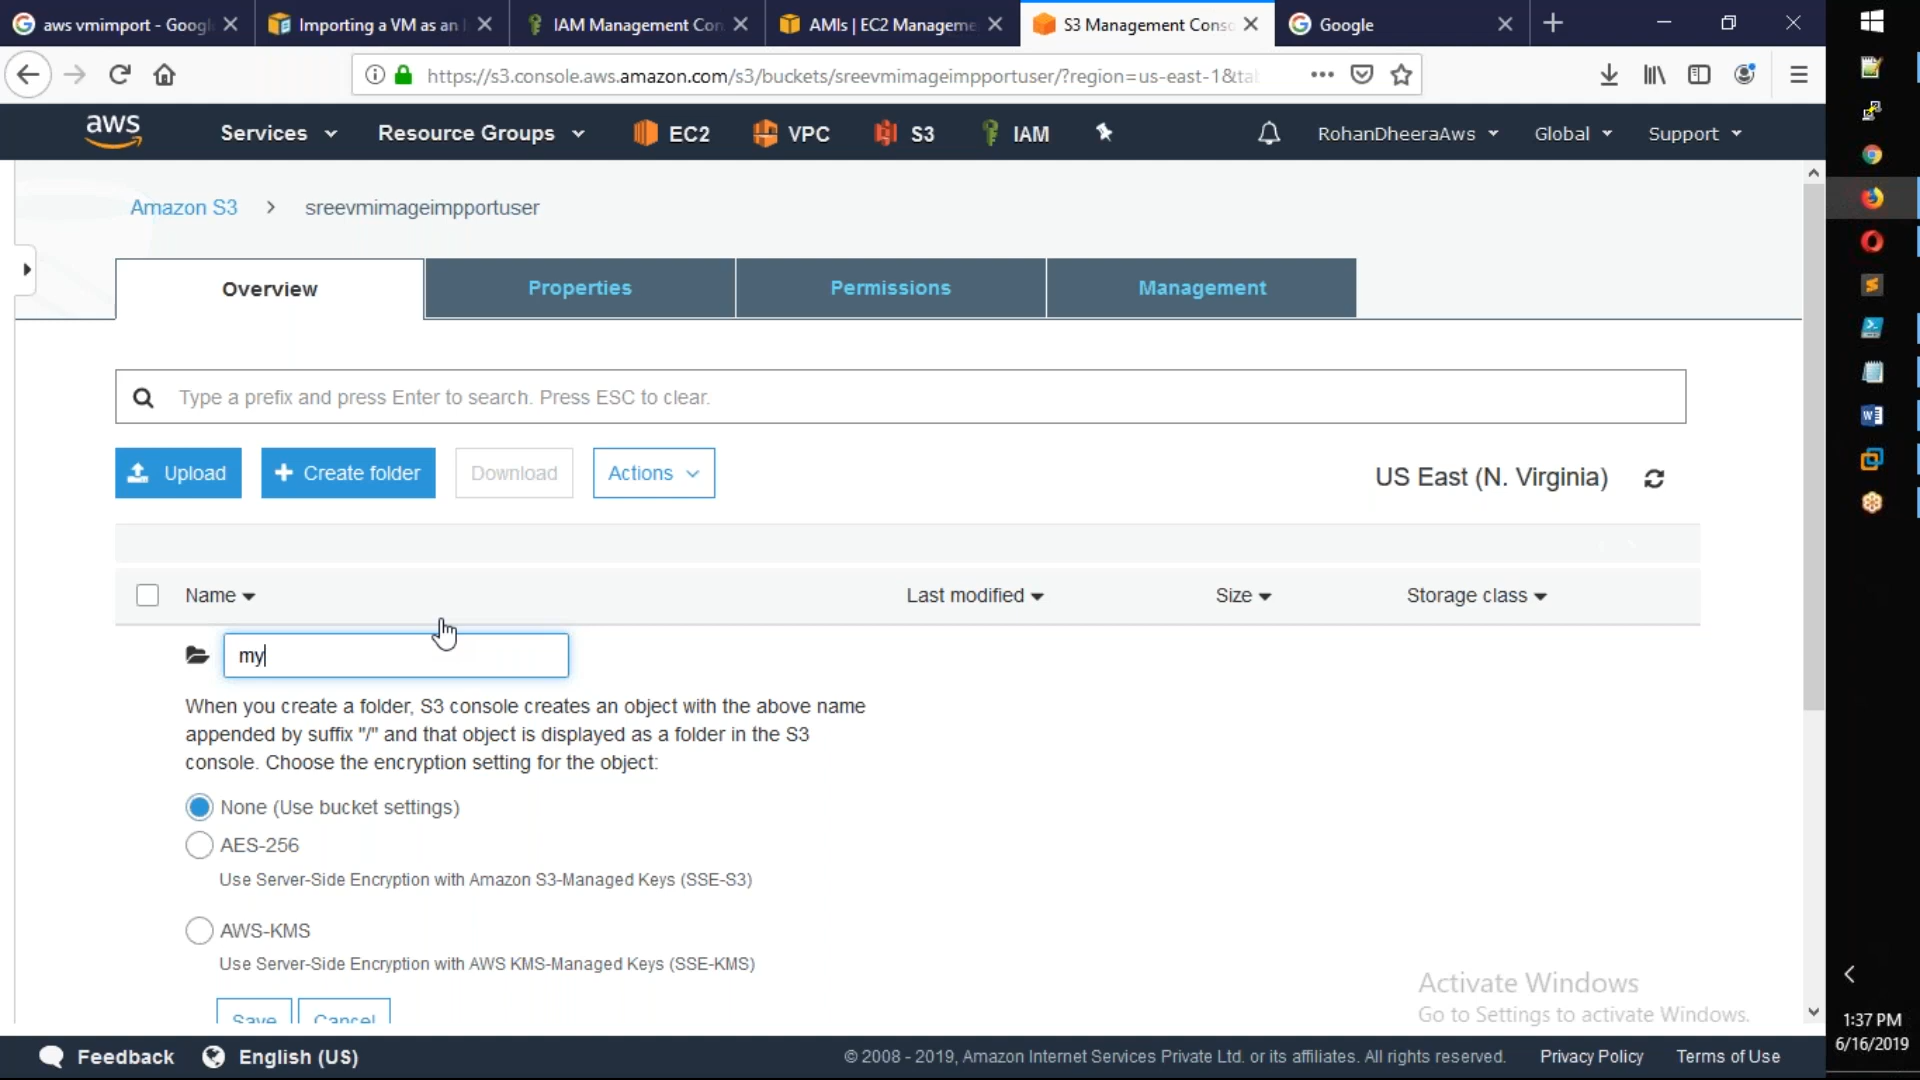 aws vmimport - Googl
Importing a VM as an I
IAM Management Con
AMIs | EC2 Manageme
S3 Management Conso
Google
https://s3.console.aws.amazon.com/s3/buckets/sreevmimageimpportuser/?region=us-east-1&ta
aws
Services
Resource Groups
EC2
VPC
S3
IAM
RohanDheeraAws
Global
Support
Amazon S3 > sreevmimageimpportuser
Overview
Properties
Permissions
Management
Type a prefix and press Enter to search. Press ESC to clear.
Upload
+ Create folder
Download
Actions
US East (N. Virginia)
Name
Last modified
Size
Storage class
my
When you create a folder, S3 console creates an object with the above name
appended by suffix "/" and that object is displayed as a folder in the S3
console. Choose the encryption setting for the object:
None (Use bucket settings)
AES-256
Use Server-Side Encryption with Amazon S3-Managed Keys (SSE-S3)
AWS-KMS
Use Server-Side Encryption with AWS KMS-Managed Keys (SSE-KMS)
Save
Cancel
Activate Windows
Go to Settings to activate Windows.
1:37 PM
6/16/2019
Feedback
English (US)
© 2008 - 2019, Amazon Internet Services Private Ltd. or its affiliates. All rights reserved.
Privacy Policy
Terms of Use